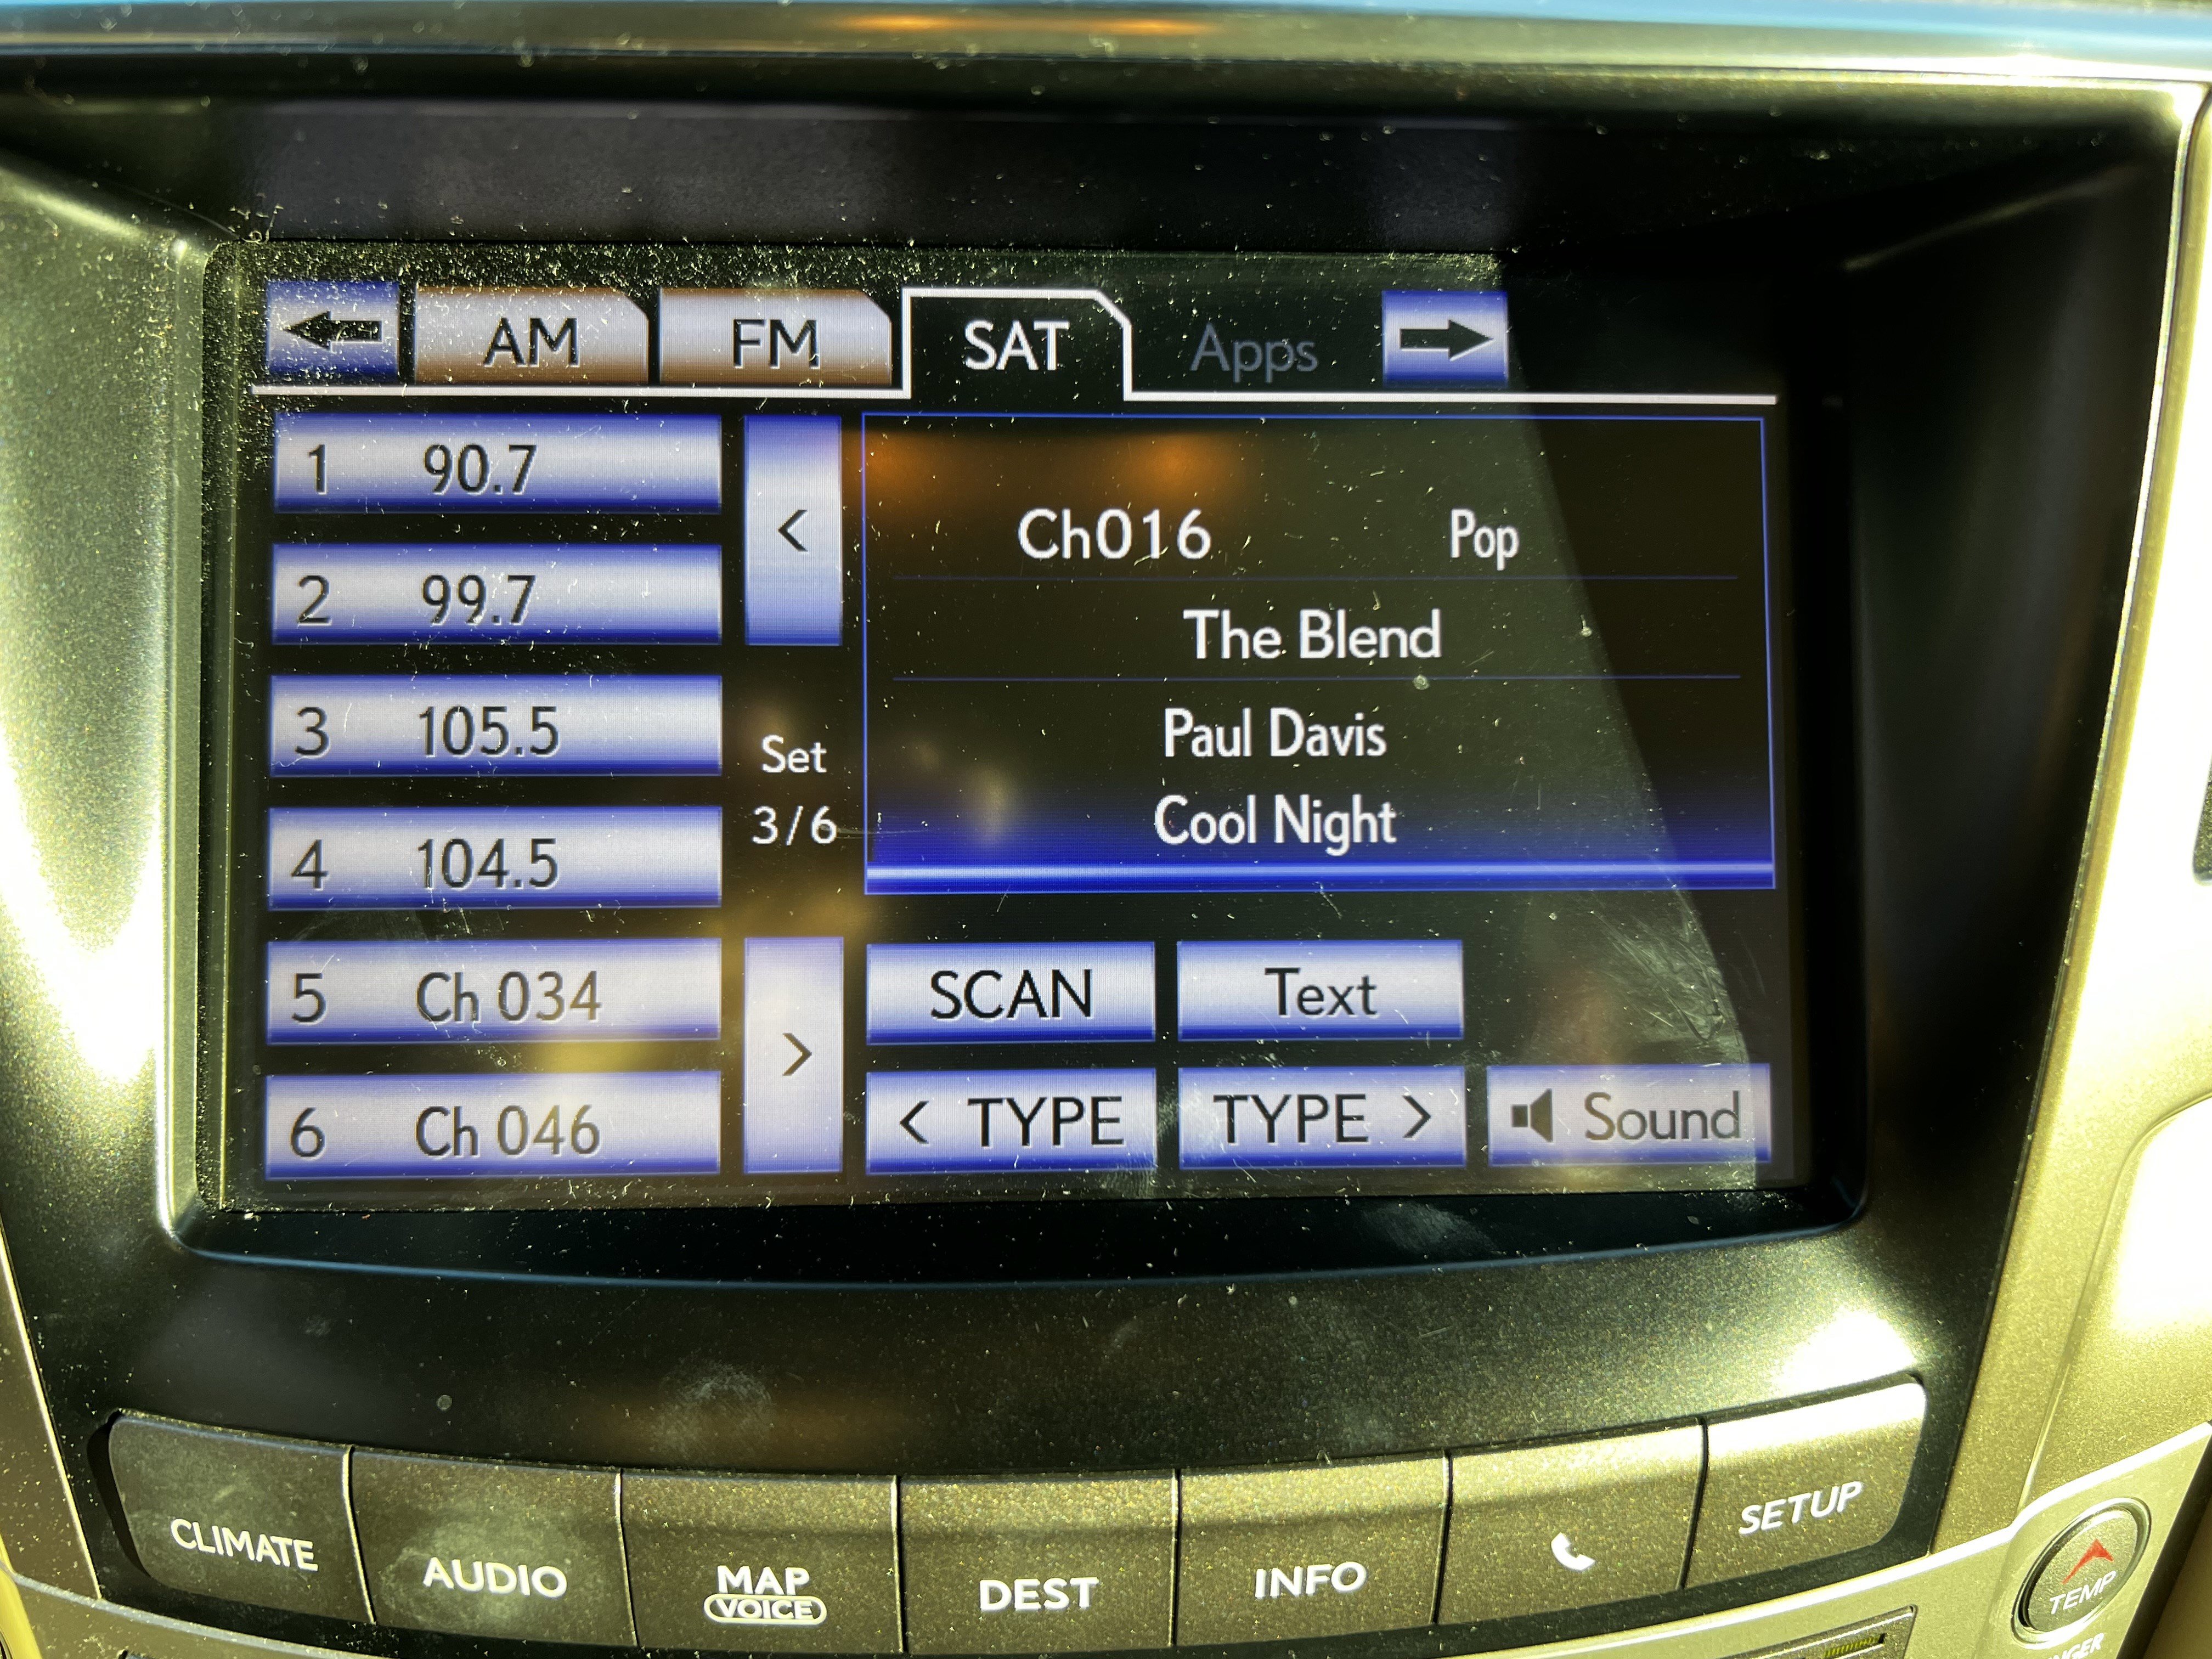 AM FM SAT Apps
1 90.7
2 99.7
3 105.5
4 104.5
5 Ch 034
6 Ch 046
<
Set
3/6
>
Ch016 Pop
The Blend
Paul Davis
Cool Night
SCAN Text
< TYPE TYPE > Sound
CLIMATE AUDIO MAP VOICE DEST INFO SETUP
TEMP